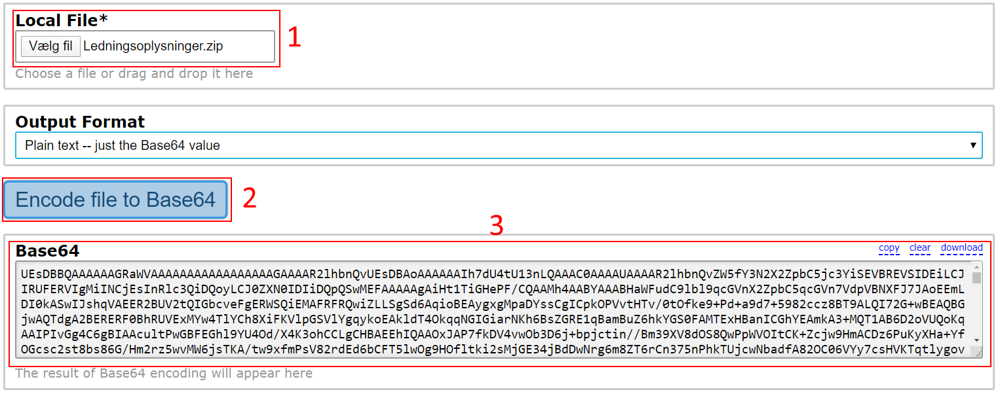 Local File*
1
Vælg fil Ledningsoplysninger.zip
Choose a file or drag and drop it here
Output Format
Plain text -- just the Base64 value
Encode file to Base64
2
3
Base64
copy clear download
UEsDBBQAAAAAAGRaWVAAAAAAAAAAAAAAAAAGAAAAR2lhbnQvUEsDBAoAAAAAAIh7dU4tU13nLQAAAC0AAAAUAAAAR2lhbnQvZW5fY3N2X2ZpbC5jc3YiSEVBREVSIDEiLCJ
IRUFERVIgMiINCjEsInRlc3QiDQoyLCJ0ZXN0IDIiDQpQSwMEFAAAAAgAiHt1TiGHePF/CQAAMh4AABYAAABHaWFudC9lbl9qcGVnX2ZpbC5qcGVn7VdpVBNXFJ7JAoEEmL
DI0kASwIJshqVAEER2BUV2tQIGbcveFgERWSQiEMAFRFRQwiZLLSgSd6AqioBEAygxgMpaDYssCgICpkOPVvtHTv/0tOfke9+Pd+a9d7+5982ccz8BT9ALQI72G+wBEAQBG
jwAQTdgA2BERERF0BhRUVExMYw4TlYCh8XiFKVlpGSVlYgqykoEAkldT4OkqqNGIGiarNKh6BsZGRE1qBamBuZ6hkYGS0FAMTExHBanICGhYEAmkA3+MQT1AB6D2oVUQoKq
AAIPIvGg4C6gBIAAcultPwGBFEGhl9YU4Od/X4K3ohCCLgCHBAEEhIQAAOxJAP7fkDV4vwOb3D6j+bpjctin//Bm39XV8dOS8QwPpWVOItCK+Zcjw9HmACDz6PuKyXHa+Yf
OGcsc2st8bs86G/Hm2rz5wvMW6jsTKA/tw9xfmPsV82rdEd6bCFT5lwOg9HOfltki2sMjGE34jBdDwNrg6m8ZT6rCn375nPhkTUjcwNbadfA82OC06VYy7csHVKTqtlygov
The result of Base64 encoding will appear here